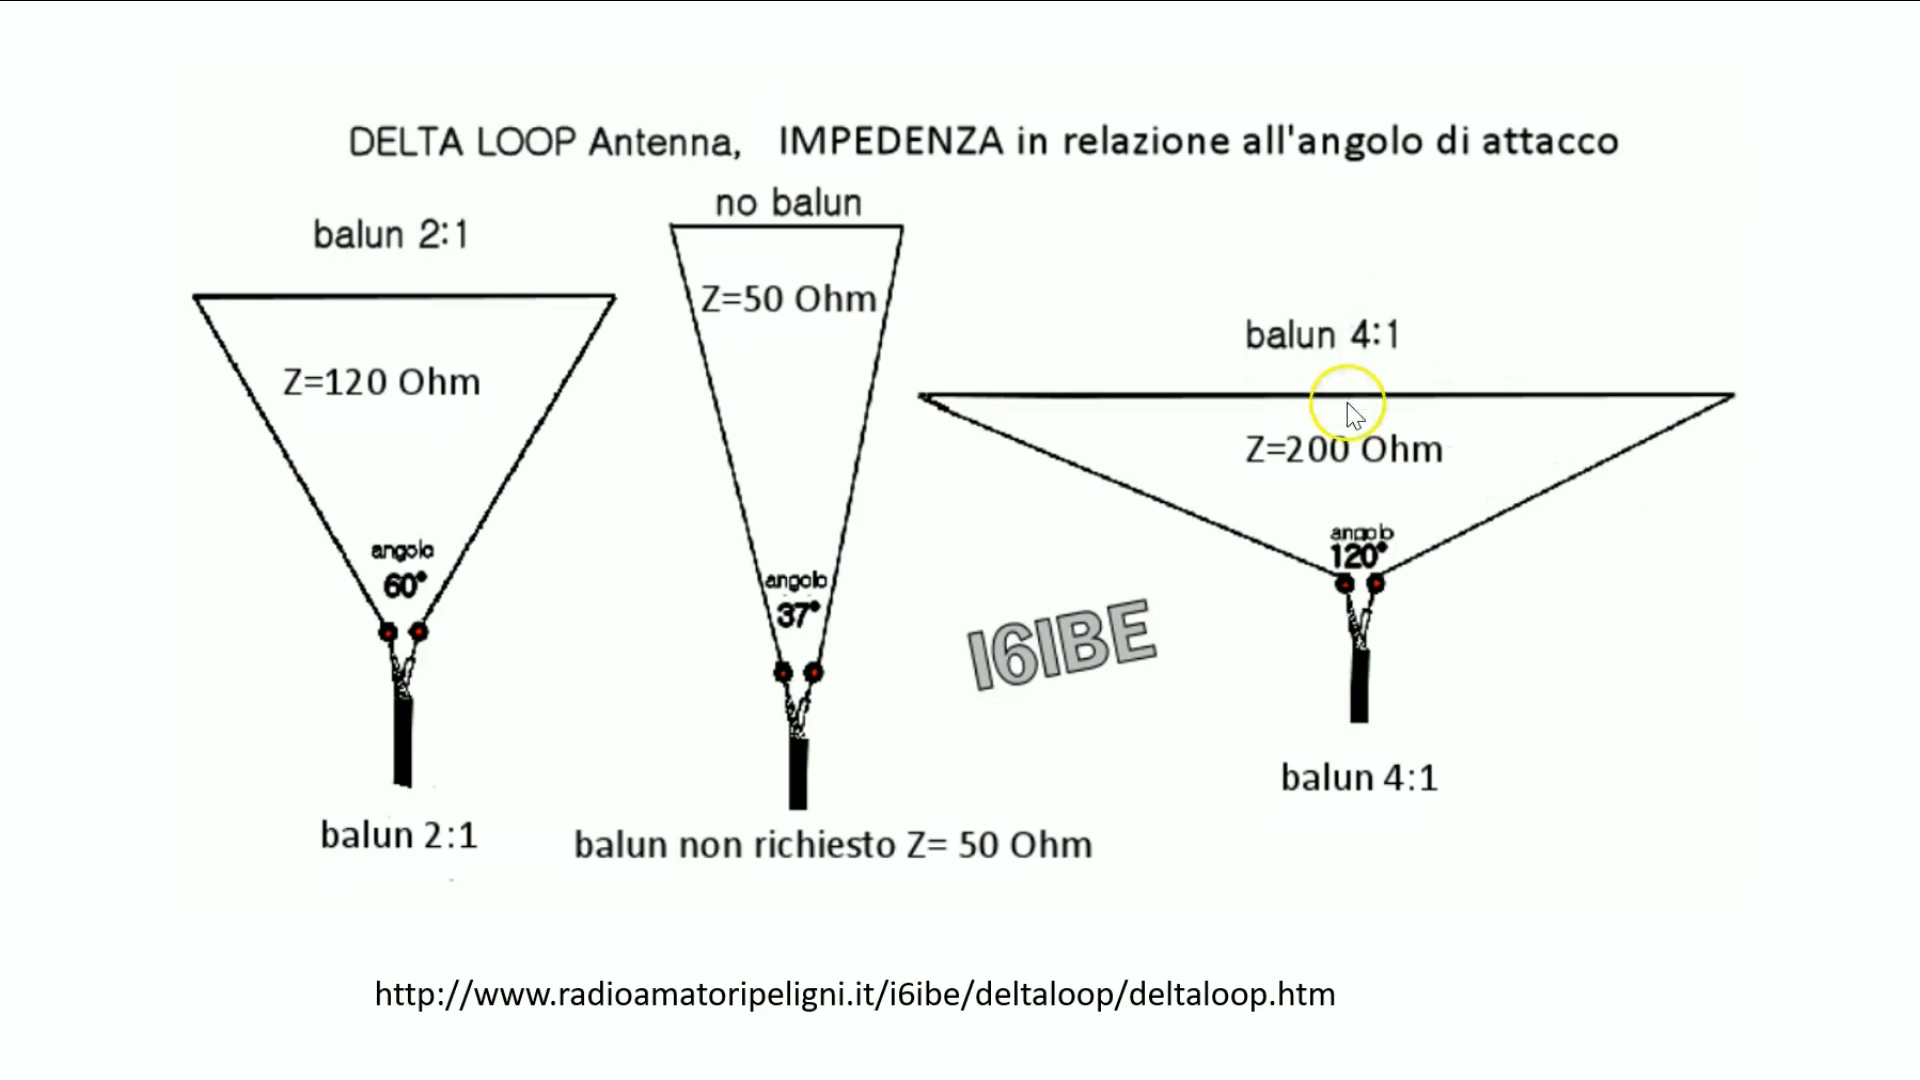 DELTA LOOP Antenna, IMPEDENZA in relazione all'angolo di attacco
balun 2:1
Z=120 Ohm
angolo
60°
balun 2:1
no balun
Z=50 Ohm
angolo
37°
balun non richiesto Z= 50 Ohm
balun 4:1
Z=200 Ohm
angolo
120°
balun 4:1
I6IBE
http://www.radioamatoripeligni.it/i6ibe/deltaloop/deltaloop.htm